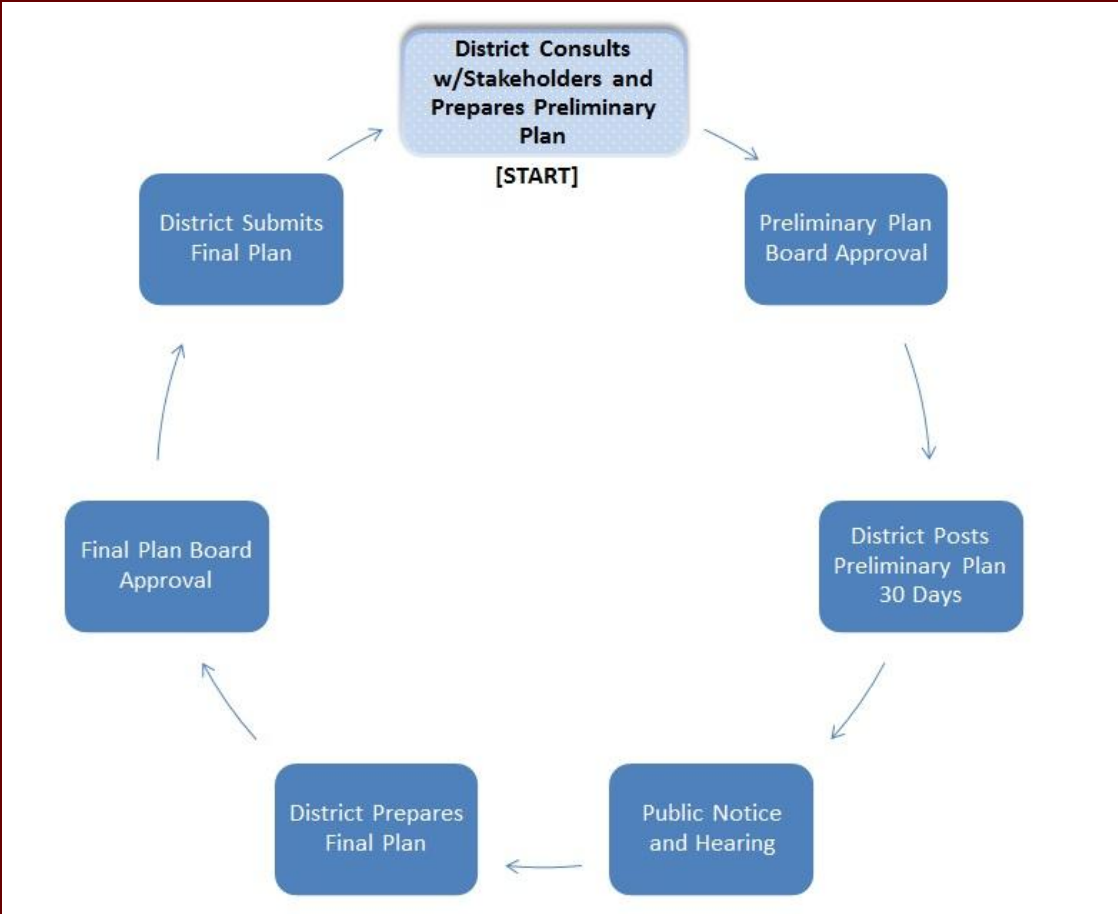 District Consults
w/Stakeholders and
Prepares Preliminary
Plan
[START]
Preliminary Plan
Board Approval
District Posts
Preliminary Plan
30 Days
Public Notice
and Hearing
District Prepares
Final Plan
Final Plan Board
Approval
District Submits
Final Plan